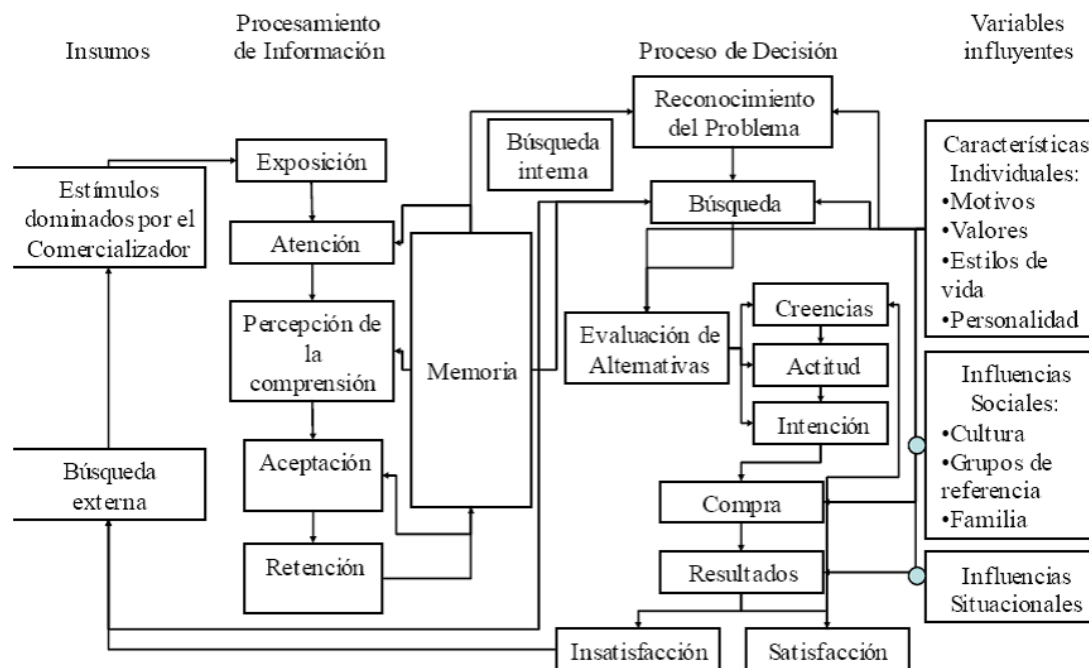 Insumos
Procesamiento
de Información
Proceso de Decisión
Variables
influyentes
Estímulos
dominados por el
Comercializador
Búsqueda
externa
Exposición
Atención
Percepción de
la
comprensión
Aceptación
Retención
Memoria
Búsqueda
interna
Reconocimiento
del Problema
Búsqueda
Evaluación de
Alternativas
Creencias
Actitud
Intención
Compra
Resultados
Insatisfacción
Satisfacción
Características
Individuales:
•Motivos
•Valores
•Estilos de
vida
•Personalidad
Influencias
Sociales:
•Cultura
•Grupos de
referencia
•Familia
Influencias
Situacionales